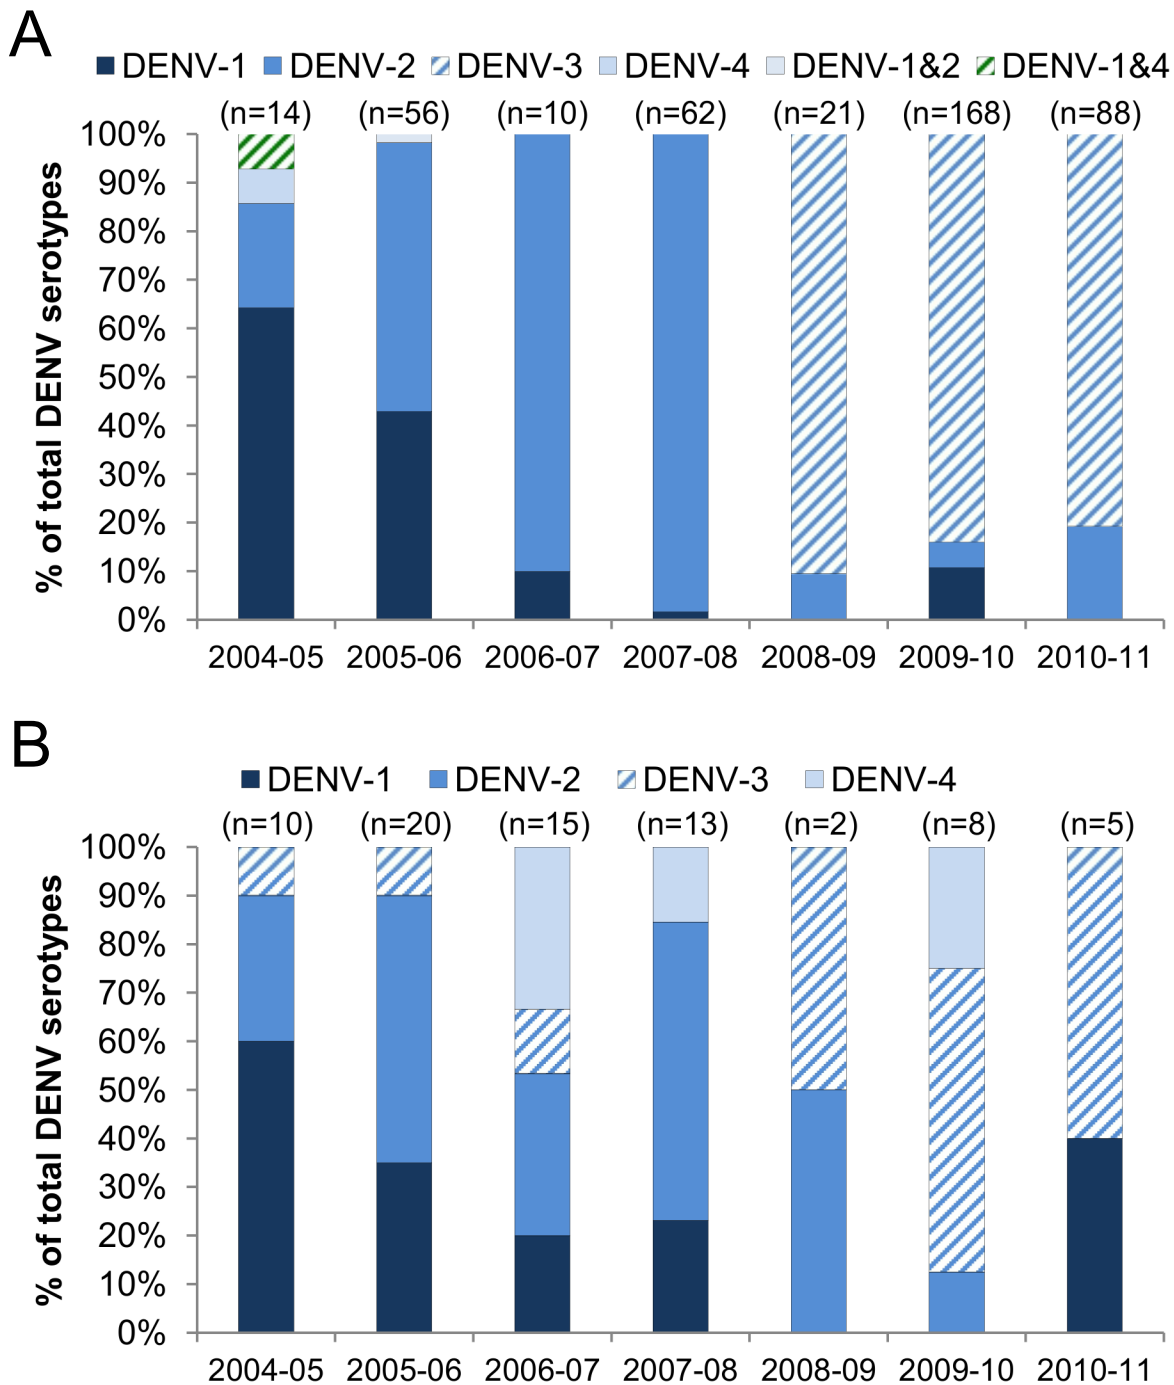 A
DENV-1 DENV-2 DENV-3 DENV-4 DENV-1&2 DENV-1&4
(n=14) (n=56) (n=10) (n=62) (n=21) (n=168) (n=88)
% of total DENV serotypes
100%
90%
80%
70%
60%
50%
40%
30%
20%
10%
0%
2004-05 2005-06 2006-07 2007-08 2008-09 2009-10 2010-11
B
DENV-1 DENV-2 DENV-3 DENV-4
(n=10) (n=20) (n=15) (n=13) (n=2) (n=8) (n=5)
% of total DENV serotypes
100%
90%
80%
70%
60%
50%
40%
30%
20%
10%
0%
2004-05 2005-06 2006-07 2007-08 2008-09 2009-10 2010-11